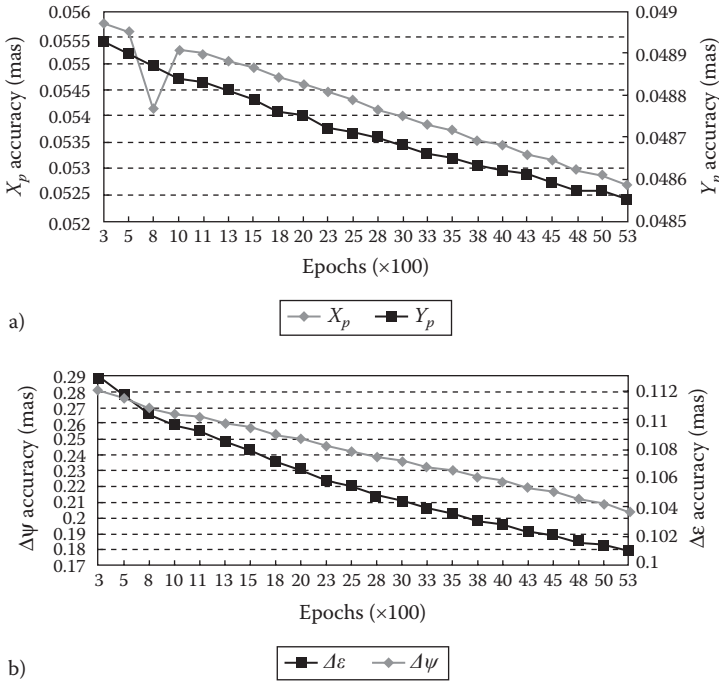 0.056
0.0555
0.055
0.0545
0.054
0.0535
0.053
0.0525
0.052
Xp accuracy (mas)
0.049
0.0489
0.0488
0.0487
0.0486
0.0485
Yp accuracy (mas)
3 5 8 10 11 13 15 18 20 23 25 28 30 33 35 38 40 43 45 48 50 53
Epochs (×100)
a)
Xp Yp
0.29
0.28
0.27
0.26
0.25
0.24
0.23
0.22
0.21
0.2
0.19
0.18
0.17
Δψ accuracy (mas)
0.112
0.11
0.108
0.106
0.104
0.102
0.1
Δε accuracy (mas)
3 5 8 10 11 13 15 18 20 23 25 28 30 33 35 38 40 43 45 48 50 53
Epochs (×100)
b)
Δε Δψ